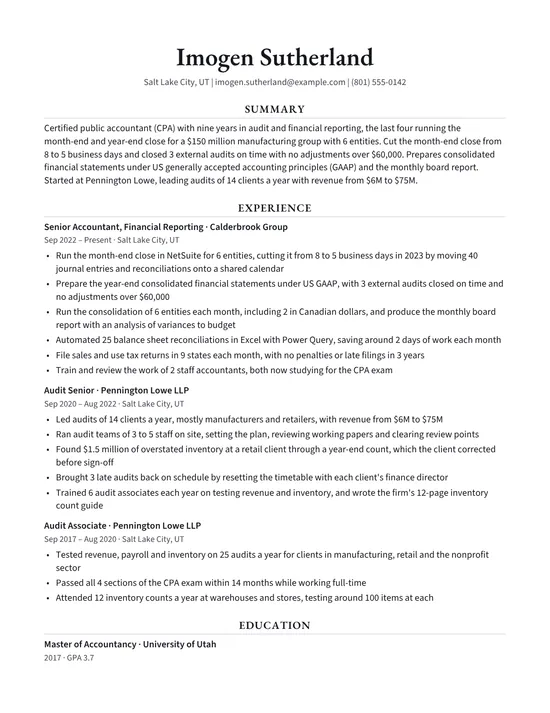 Imogen Sutherland
Salt Lake City, UT | imogen.sutherland@example.com | (801) 555-0142
SUMMARY
Certified public accountant (CPA) with nine years in audit and financial reporting, the last four running the
month-end and year-end close for a $150 million manufacturing group with 6 entities. Cut the month-end close from
8 to 5 business days and closed 3 external audits on time with no adjustments over $60,000. Prepares consolidated
financial statements under US generally accepted accounting principles (GAAP) and the monthly board report.
Started at Pennington Lowe, leading audits of 14 clients a year with revenue from $6M to $75M.
EXPERIENCE
Senior Accountant, Financial Reporting · Calderbrook Group
Sep 2022 – Present · Salt Lake City, UT
• Run the month-end close in NetSuite for 6 entities, cutting it from 8 to 5 business days in 2023 by moving 40
journal entries and reconciliations onto a shared calendar
• Prepare the year-end consolidated financial statements under US GAAP, with 3 external audits closed on time and
no adjustments over $60,000
• Run the consolidation of 6 entities each month, including 2 in Canadian dollars, and produce the monthly board
report with an analysis of variances to budget
• Automated 25 balance sheet reconciliations in Excel with Power Query, saving around 2 days of work each month
• File sales and use tax returns in 9 states each month, with no penalties or late filings in 3 years
• Train and review the work of 2 staff accountants, both now studying for the CPA exam
Audit Senior · Pennington Lowe LLP
Sep 2020 – Aug 2022 · Salt Lake City, UT
• Led audits of 14 clients a year, mostly manufacturers and retailers, with revenue from $6M to $75M
• Ran audit teams of 3 to 5 staff on site, setting the plan, reviewing working papers and clearing review points
• Found $1.5 million of overstated inventory at a retail client through a year-end count, which the client corrected
before sign-off
• Brought 3 late audits back on schedule by resetting the timetable with each client's finance director
• Trained 6 audit associates each year on testing revenue and inventory, and wrote the firm's 12-page inventory
count guide
Audit Associate · Pennington Lowe LLP
Sep 2017 – Aug 2020 · Salt Lake City, UT
• Tested revenue, payroll and inventory on 25 audits a year for clients in manufacturing, retail and the nonprofit
sector
• Passed all 4 sections of the CPA exam within 14 months while working full-time
• Attended 12 inventory counts a year at warehouses and stores, testing around 100 items at each
EDUCATION
Master of Accountancy · University of Utah
2017 · GPA 3.7